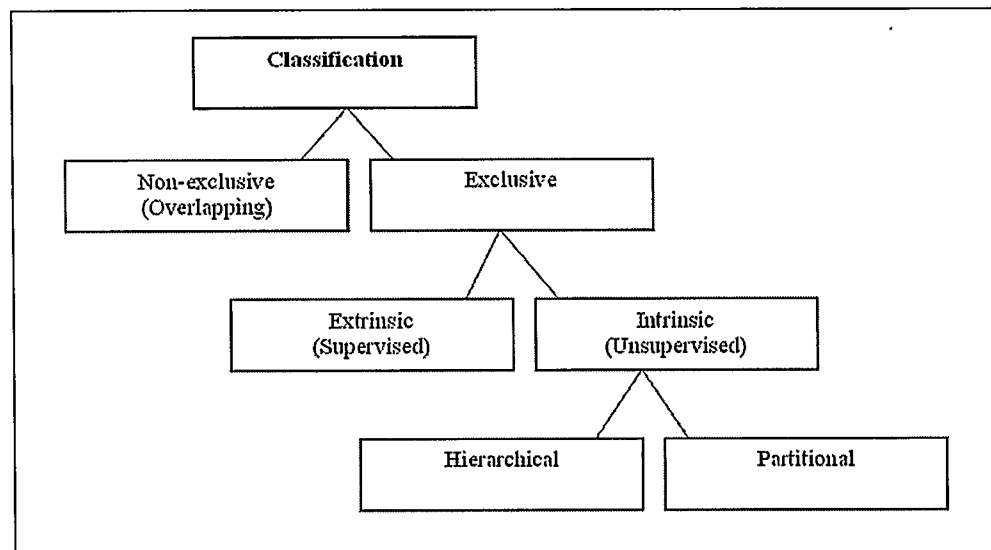 Classification
Non-exclusive
(Overlapping)
Exclusive
Extrinsic
(Supervised)
Intrinsic
(Unsupervised)
Hierarchical
Partitional